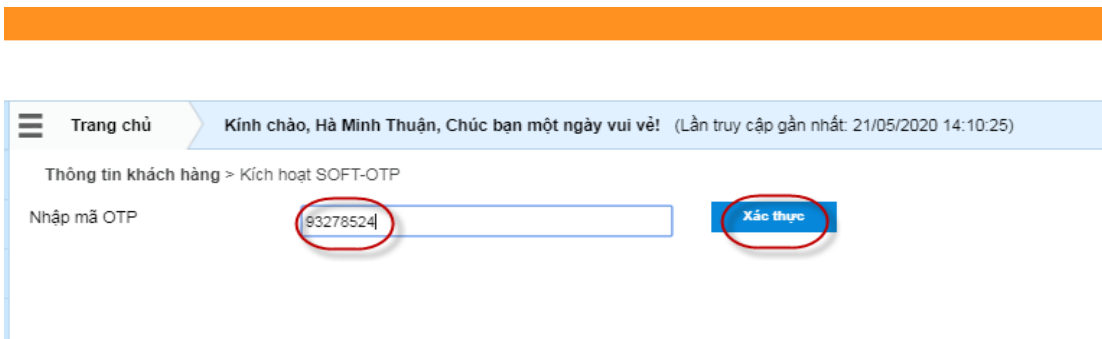 Trang chủ Kính chào, Hà Minh Thuận, Chúc bạn một ngày vui vẻ! (Lần truy cập gần nhất: 21/05/2020 14:10:25)
Thông tin khách hàng > Kích hoạt SOFT-OTP
Nhập mã OTP 93278524 Xác thực